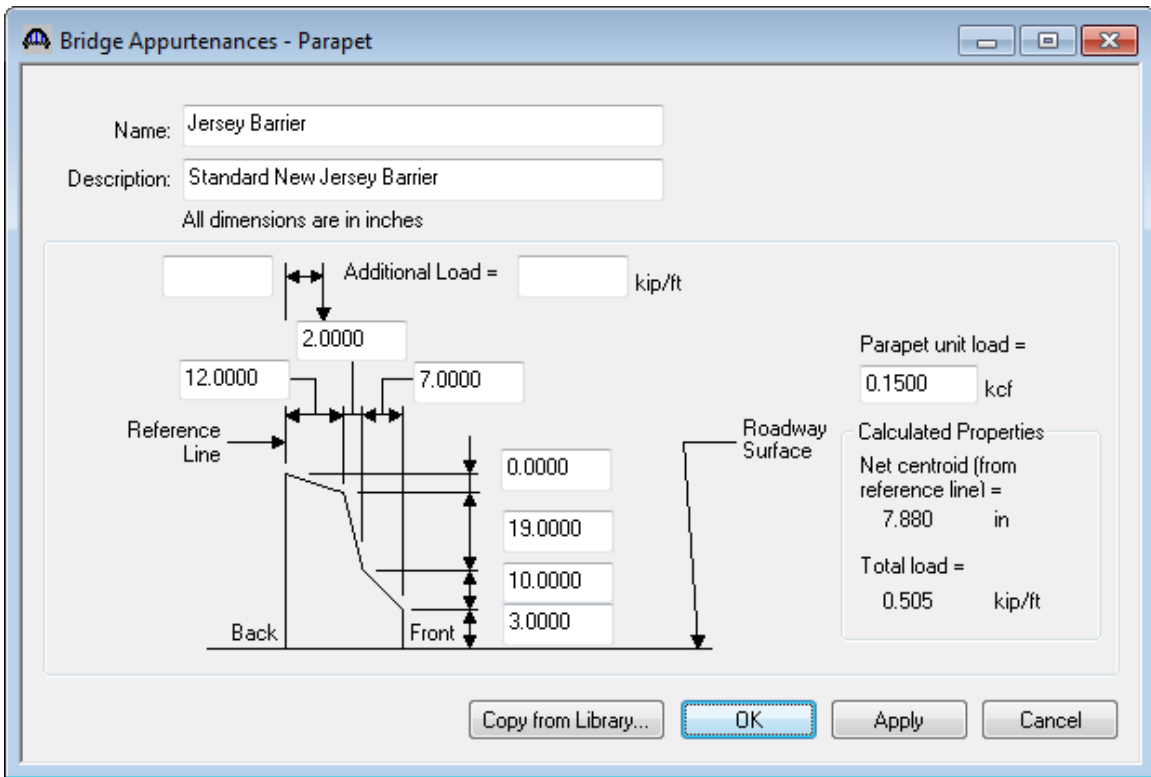 Bridge Appurtenances - Parapet
Name: Jersey Barrier
Description: Standard New Jersey Barrier
All dimensions are in inches
Additional Load = kip/ft
2.0000
12.0000
7.0000
Reference
Line
0.0000
19.0000
10.0000
3.0000
Back
Front
Roadway
Surface
Parapet unit load =
0.1500 kcf
Calculated Properties
Net centroid (from
reference line) =
7.880 in
Total load =
0.505 kip/ft
Copy from Library...
OK
Apply
Cancel